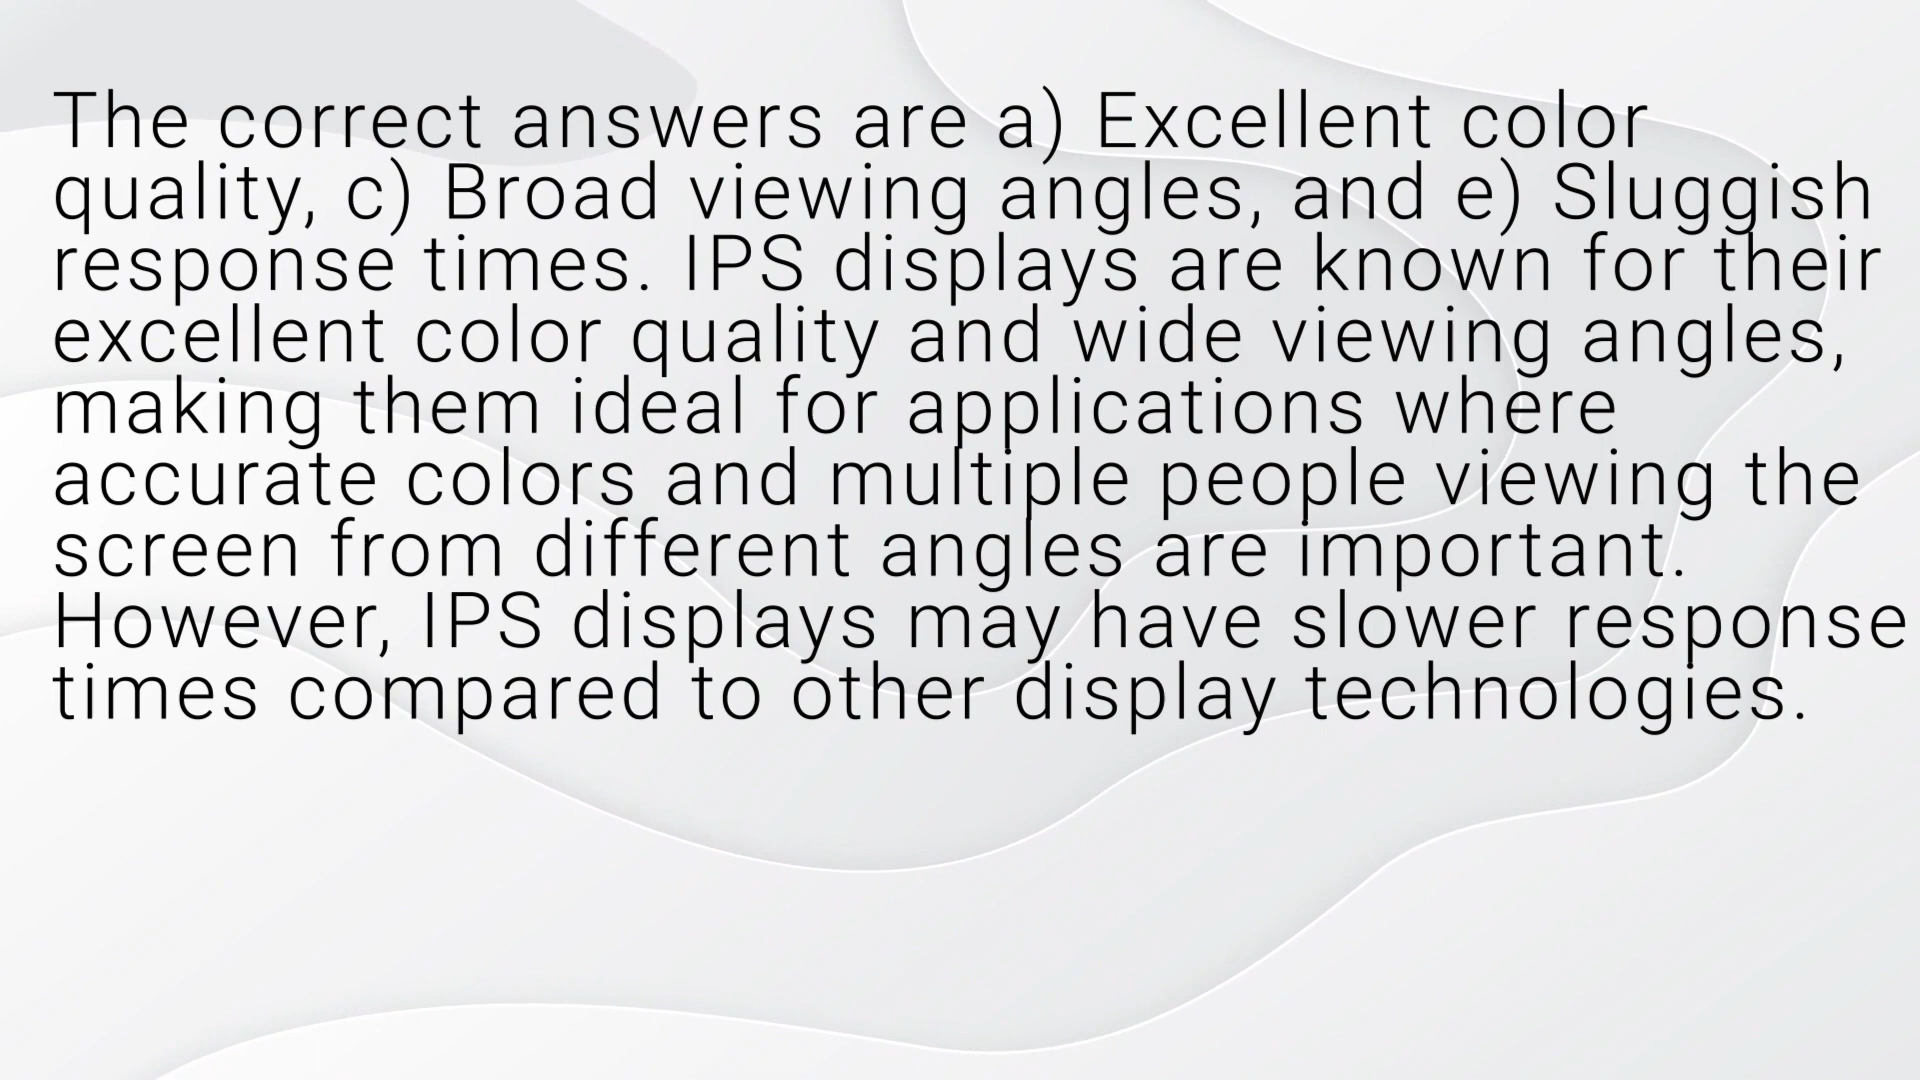 The correct answers are a) Excellent color
quality, c) Broad viewing angles, and e) Sluggish
response times. IPS displays are known for their
excellent color quality and wide viewing angles,
making them ideal for applications where
accurate colors and multiple people viewing the
screen from different angles are important.
However, IPS displays may have slower response
times compared to other display technologies.